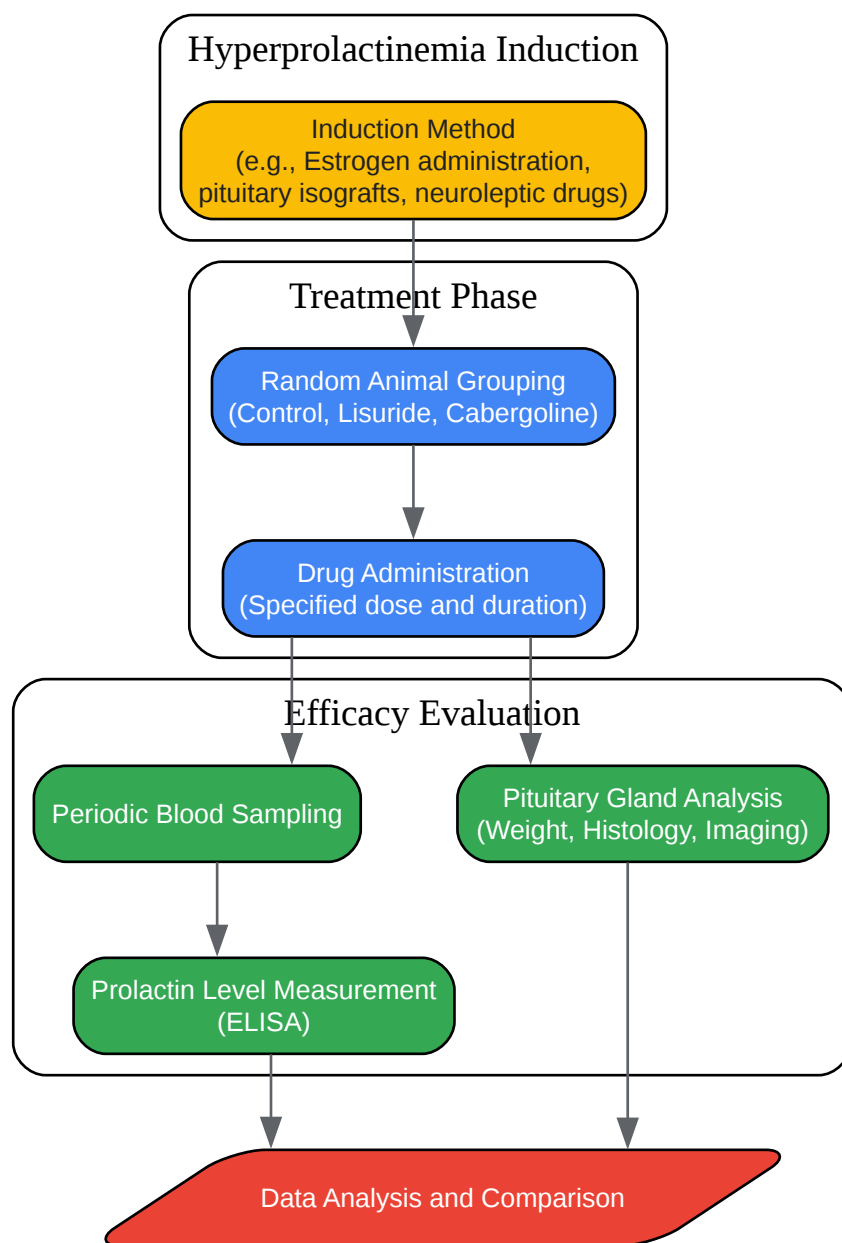 Hyperprolactinemia Induction
Induction Method
(e.g., Estrogen administration,
pituitary isografts, neuroleptic drugs)
Treatment Phase
Random Animal Grouping
(Control, Lisuride, Cabergoline)
Drug Administration
(Specified dose and duration)
Efficacy Evaluation
Periodic Blood Sampling
Pituitary Gland Analysis
(Weight, Histology, Imaging)
Prolactin Level Measurement
(ELISA)
Data Analysis and Comparison